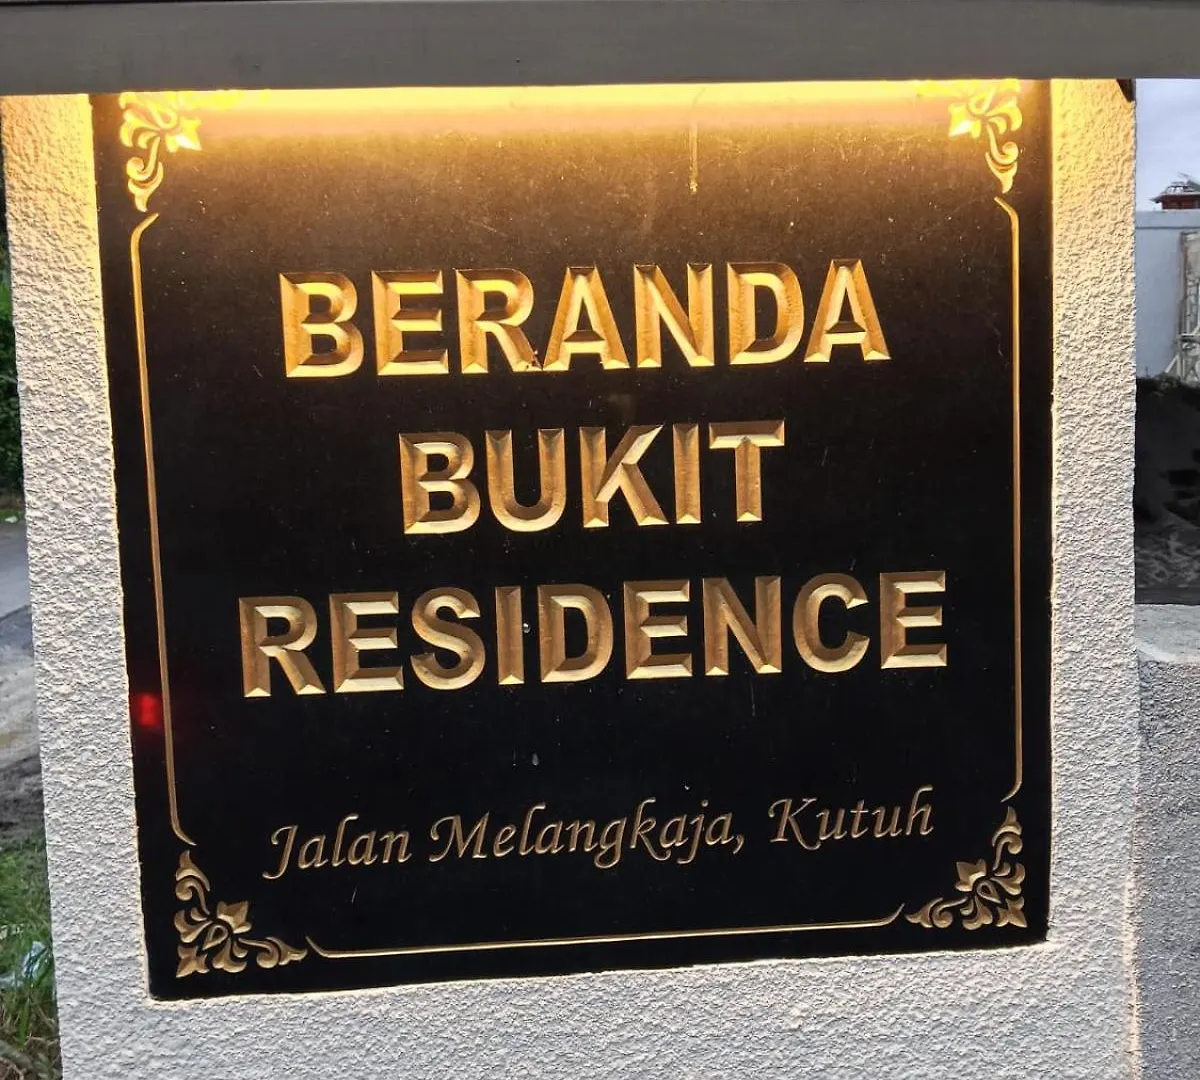 BERANDA
BUKIT
RESIDENCE
Jalan Melangkaja, Kutuh